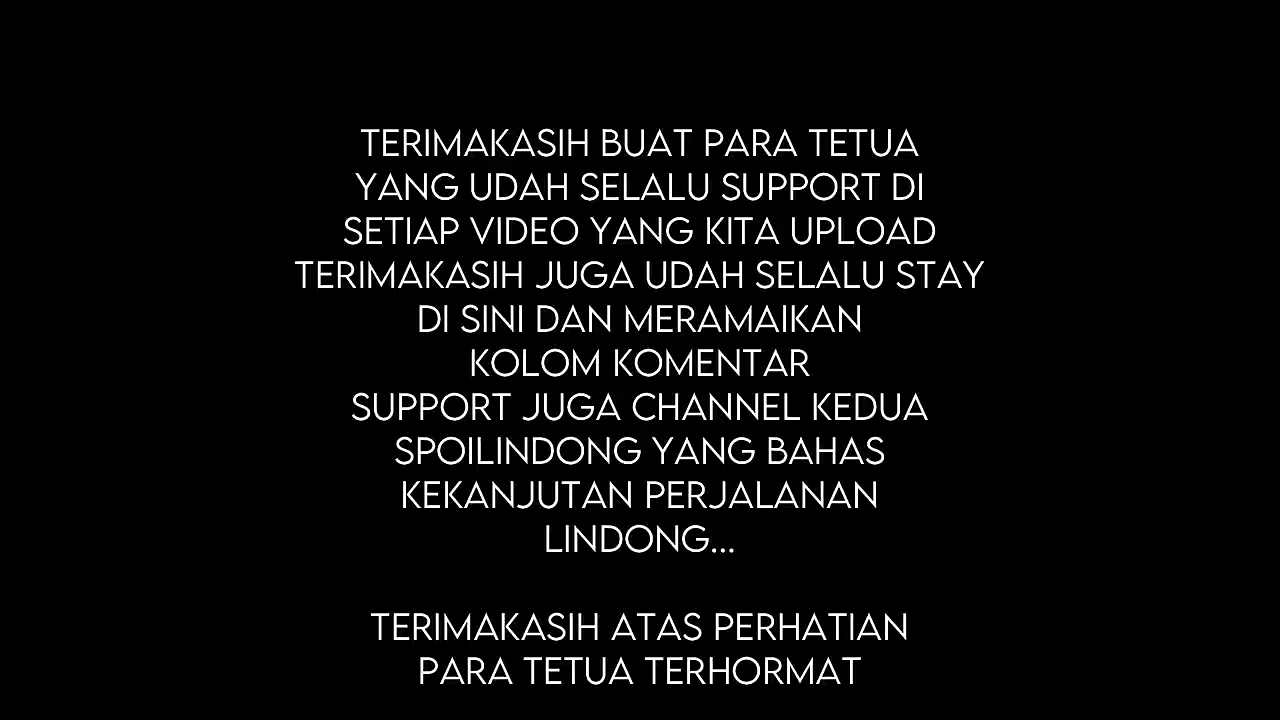 TERIMAKASIH BUAT PARA TETUA
YANG UDAH SELALU SUPPORT DI
SETIAP VIDEO YANG KITA UPLOAD
TERIMAKASIH JUGA UDAH SELALU STAY
DI SINI DAN MERAMAIKAN
KOLOM KOMENTAR
SUPPORT JUGA CHANNEL KEDUA
SPOILINDONG YANG BAHAS
KEKANJUTAN PERJALANAN
LINDONG...
TERIMAKASIH ATAS PERHATIAN
PARA TETUA TERHORMAT